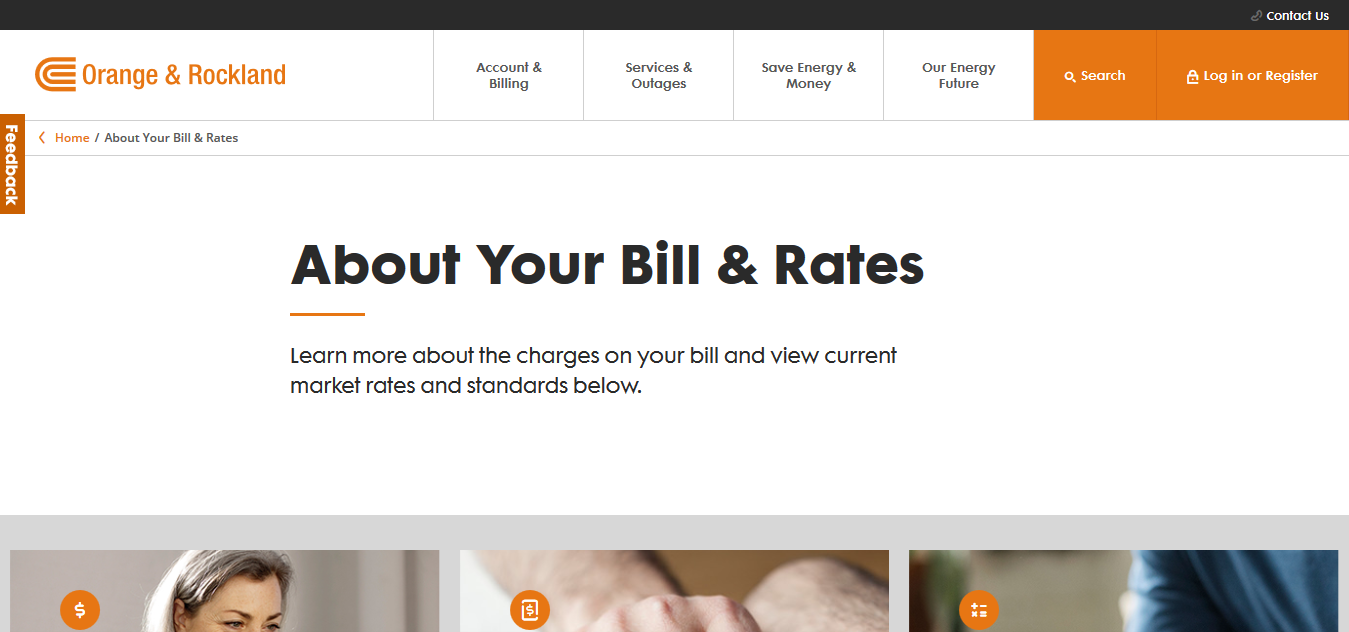 Contact Us
Orange & Rockland
Account &
Billing
Services &
Outages
Save Energy &
Money
Our Energy
Future
Search
Log in or Register
Feedback
Home / About Your Bill & Rates
About Your Bill & Rates
Learn more about the charges on your bill and view current
market rates and standards below.